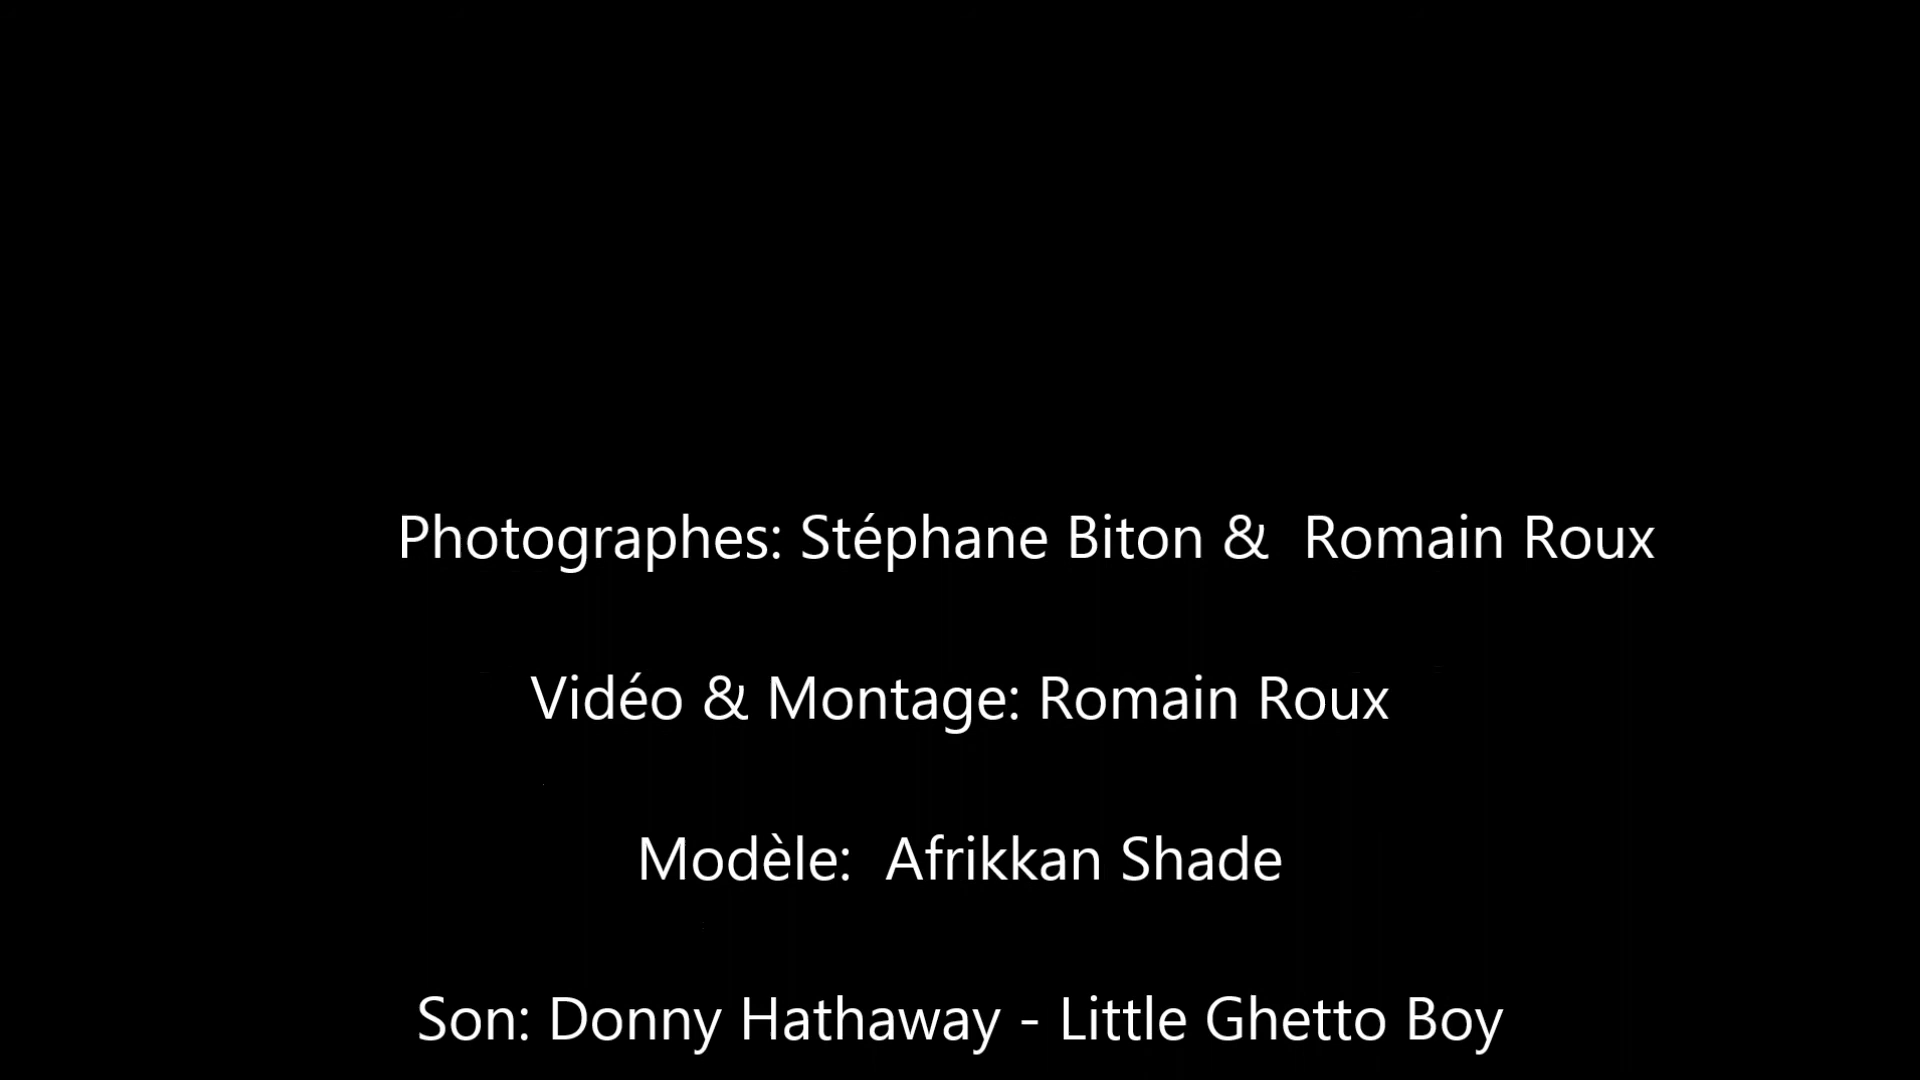 Photographes: Stéphane Biton &  Romain Roux
Vidéo & Montage: Romain Roux
Modèle:  Afrikkan Shade
Son: Donny Hathaway - Little Ghetto Boy